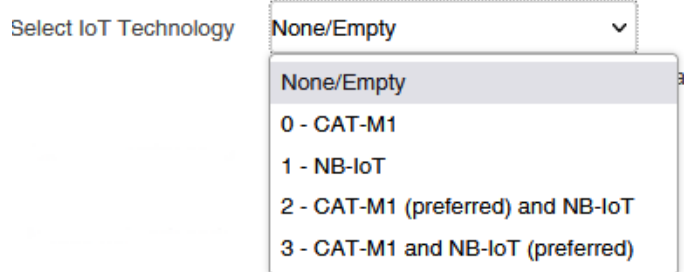 Select IoT Technology None/Empty
None/Empty
0 - CAT-M1
1 - NB-IoT
2 - CAT-M1 (preferred) and NB-IoT
3 - CAT-M1 and NB-IoT (preferred)